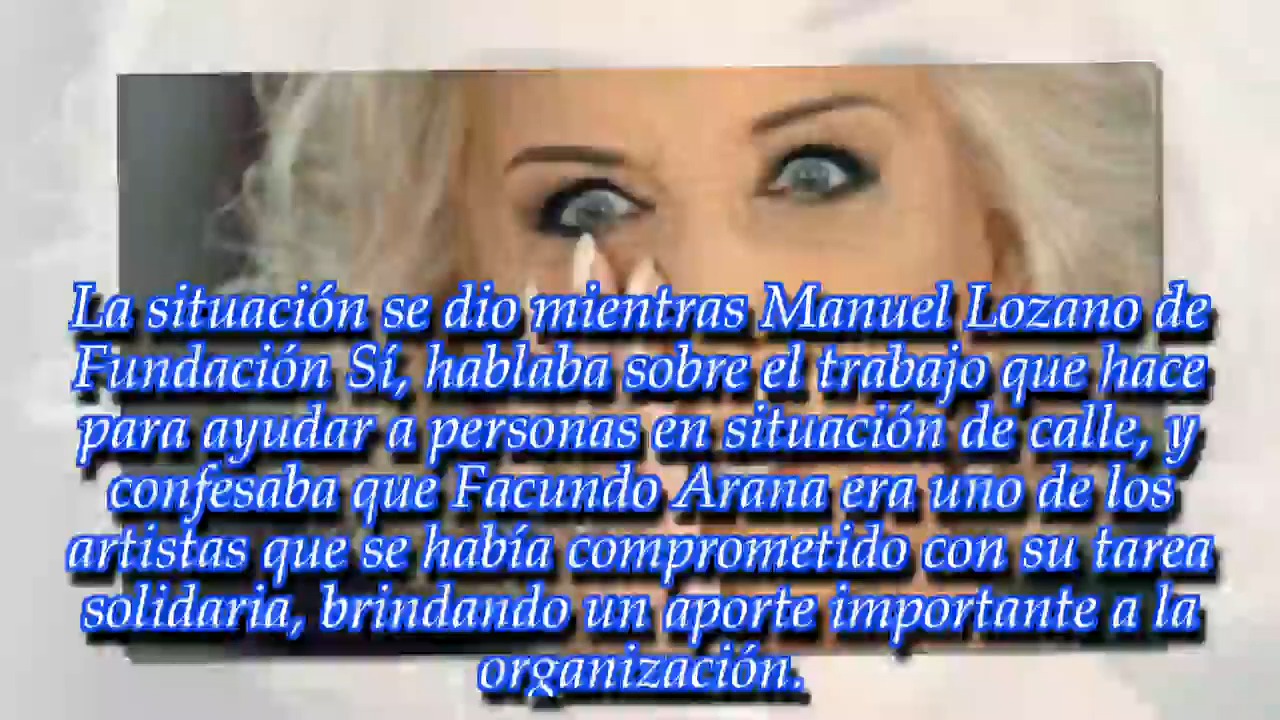 La situación se dio mientras Manuel Lozano de
Fundación Sí, hablaba sobre el trabajo que hace
para ayudar a personas en situación de calle, y
confesaba que Facundo Arana era uno de los
artistas que se había comprometido con su tarea
solidaria, brindando un aporte importante a la
organización.